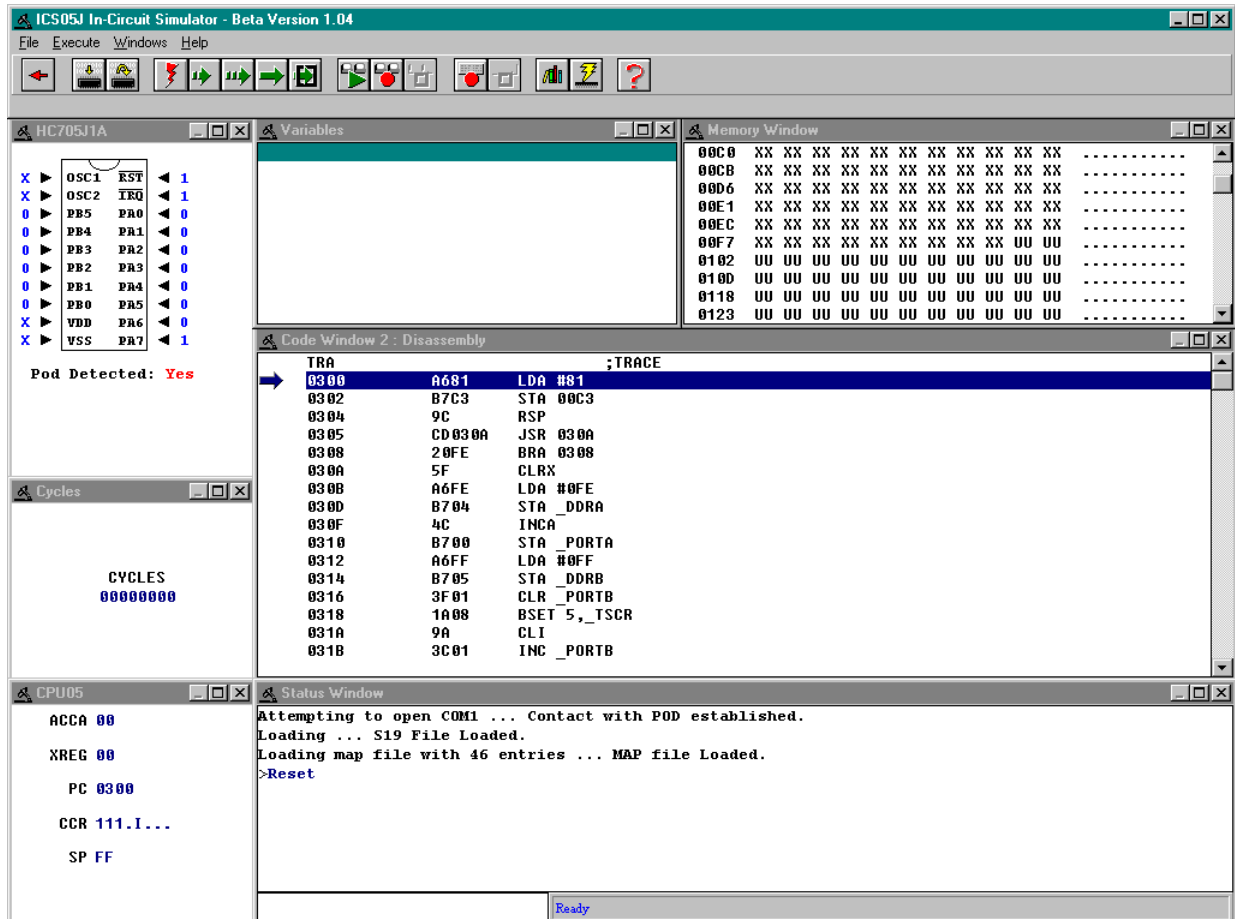 ICS05J In-Circuit Simulator - Beta Version 1.04
File Execute Windows Help
HC705J1A
X OSC1 RST 1
X OSC2 IRQ 1
0 PB5 PA0 0
0 PB4 PA1 0
0 PB3 PA2 0
0 PB2 PA3 0
0 PB1 PA4 0
0 PB0 PA5 0
X VDD PA6 0
X VSS PA7 1
Pod Detected: Yes
Variables
Memory Window
00C0 XX XX XX XX XX XX XX XX XX XX XX ...........
00CB XX XX XX XX XX XX XX XX XX XX XX ...........
00D6 XX XX XX XX XX XX XX XX XX XX XX ...........
00E1 XX XX XX XX XX XX XX XX XX XX XX ...........
00EC XX XX XX XX XX XX XX XX XX XX XX ...........
00F7 XX XX XX XX XX XX XX XX XX UU UU ...........
0102 UU UU UU UU UU UU UU UU UU UU UU ...........
010D UU UU UU UU UU UU UU UU UU UU UU ...........
0118 UU UU UU UU UU UU UU UU UU UU UU ...........
0123 UU UU UU UU UU UU UU UU UU UU UU ...........
Code Window 2 : Disassembly
TRA ;TRACE
0300 A681 LDA #81
0302 B7C3 STA 00C3
0304 9C RSP
0305 CD030A JSR 030A
0308 20FE BRA 0308
030A 5F CLRX
030B A6FE LDA #0FE
030D B704 STA _DDRA
030F 4C INCA
0310 B700 STA _PORTA
0312 A6FF LDA #0FF
0314 B705 STA _DDRB
0316 3F01 CLR _PORTB
0318 1A08 BSET 5,_TSCR
031A 9A CLI
031B 3C01 INC _PORTB
Cycles
CYCLES
00000000
CPU05
ACCA 00
XREG 00
PC 0300
CCR 111.I...
SP FF
Status Window
Attempting to open COM1 ... Contact with POD established.
Loading ... S19 File Loaded.
Loading map file with 46 entries ... MAP file Loaded.
>Reset
Ready